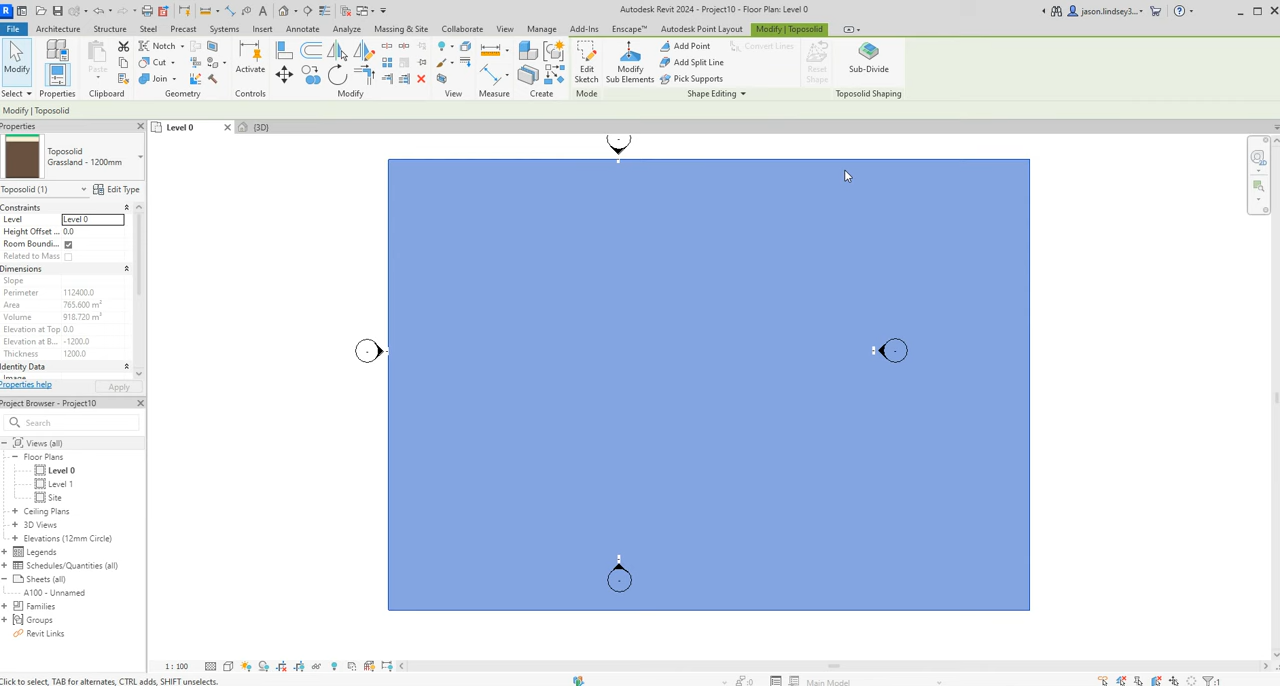 Autodesk Revit 2024 - Project10 - Floor Plan: Level 0
jason.lindsey3...
File Architecture Structure Steel Precast Systems Insert Annotate Analyze Massing & Site Collaborate View Manage Add-Ins Enscape™ Autodesk Point Layout Modify | Toposolid
Modify
Select
Properties
Paste
Clipboard
Notch
Cut
Join
Geometry
Activate
Controls
Modify
View
Measure
Create
Edit
Sketch
Mode
Modify
Sub Elements
Add Point
Add Split Line
Pick Supports
Convert Lines
Reset
Shape
Shape Editing
Sub-Divide
Toposolid Shaping
Modify | Toposolid
Properties
Level 0
(3D)
Toposolid
Grassland - 1200mm
Toposolid (1)
Edit Type
Constraints
Level Level 0
Height Offset ... 0.0
Room Boundi...
Related to Mass
Dimensions
Slope
Perimeter 112400.0
Area 765.600 m²
Volume 918.720 m³
Elevation at Top 0.0
Elevation at B... -1200.0
Thickness 1200.0
Identity Data
Image
Properties help
Apply
Project Browser - Project10
Search
Views (all)
Floor Plans
Level 0
Level 1
Site
Ceiling Plans
3D Views
Elevations (12mm Circle)
Legends
Schedules/Quantities (all)
Sheets (all)
A100 - Unnamed
Families
Groups
Revit Links
1 : 100
Click to select, TAB for alternates, CTRL adds, SHIFT unselects.
:0
Main Model
:1